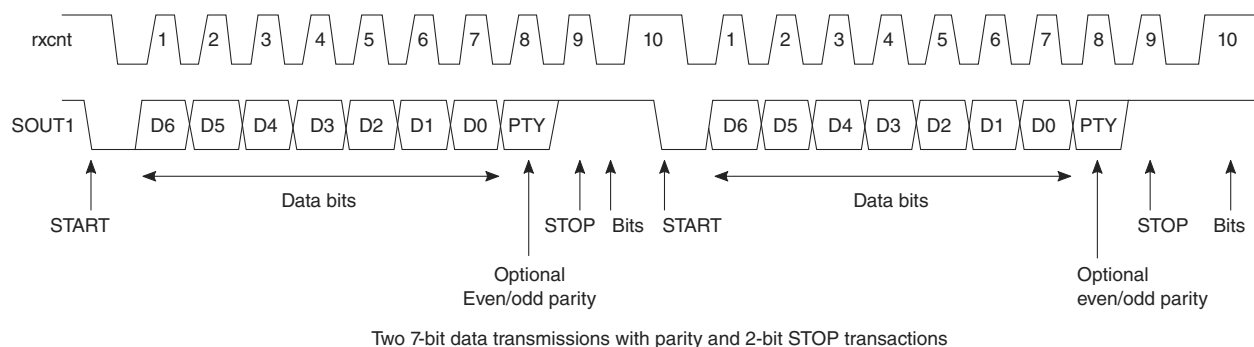 rxcnt 1 2 3 4 5 6 7 8 9 10 1 2 3 4 5 6 7 8 9 10
SOUT1 D6 D5 D4 D3 D2 D1 D0 PTY D6 D5 D4 D3 D2 D1 D0 PTY
Data bits Data bits
START STOP Bits START STOP Bits
Optional Optional
Even/odd parity even/odd parity
Two 7-bit data transmissions with parity and 2-bit STOP transactions